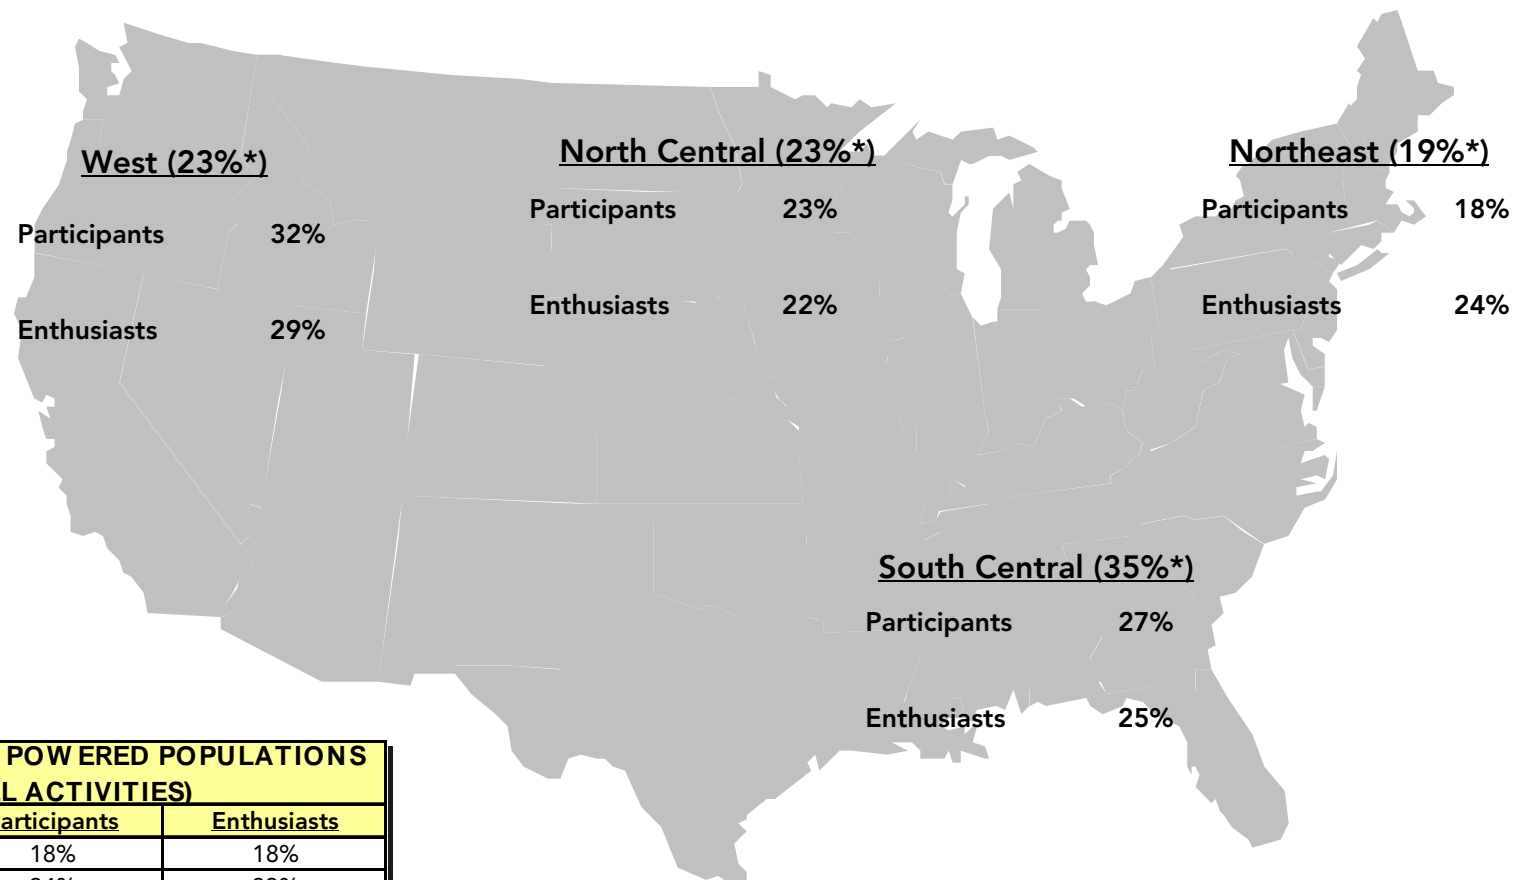 West (23%*)
Participants 32%
Enthusiasts 29%
North Central (23%*)
Participants 23%
Enthusiasts 22%
Northeast (19%*)
Participants 18%
Enthusiasts 24%
South Central (35%*)
Participants 27%
Enthusiasts 25%
POWERED POPULATIONS
L ACTIVITIES)
articipants Enthusiasts
18% 18%